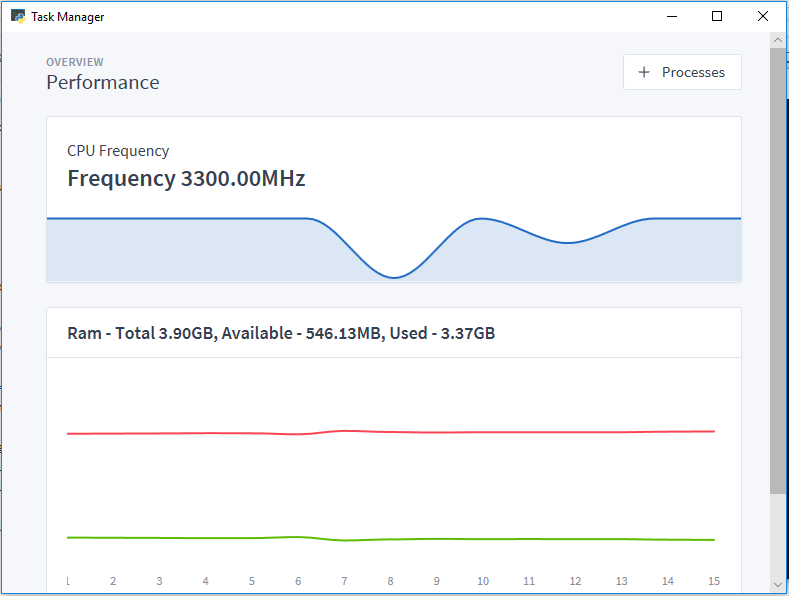 Task Manager
OVERVIEW
Performance
+ Processes
CPU Frequency
Frequency 3300.00MHz
Ram - Total 3.90GB, Available - 546.13MB, Used - 3.37GB
1 2 3 4 5 6 7 8 9 10 11 12 13 14 15